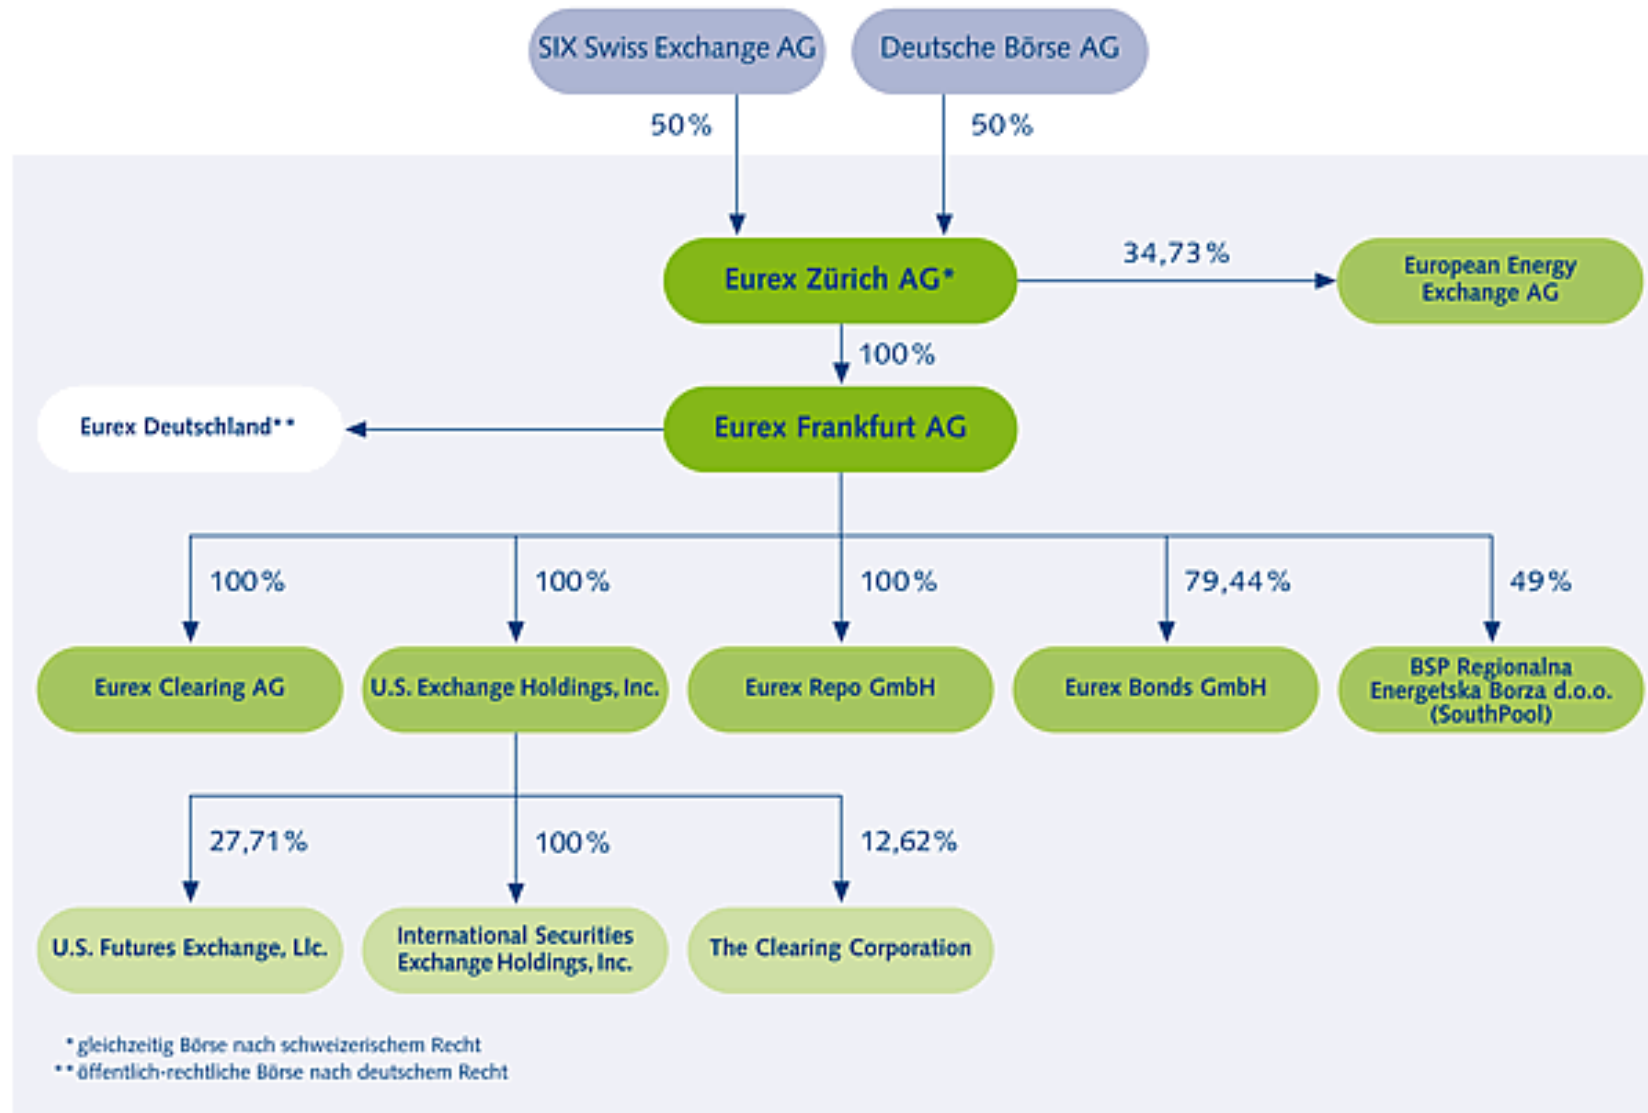 SIX Swiss Exchange AG
Deutsche Börse AG
50%
50%
Eurex Zürich AG*
34,73%
European Energy
Exchange AG
100%
Eurex Deutschland**
Eurex Frankfurt AG
100%
100%
100%
79,44%
49%
Eurex Clearing AG
U.S. Exchange Holdings, Inc.
Eurex Repo GmbH
Eurex Bonds GmbH
BSP Regionalna
Energetska Borza d.o.o.
(SouthPool)
27,71%
100%
12,62%
U.S. Futures Exchange, Llc.
International Securities
Exchange Holdings, Inc.
The Clearing Corporation
* gleichzeitig Börse nach schweizerischem Recht
** öffentlich-rechtliche Börse nach deutschem Recht